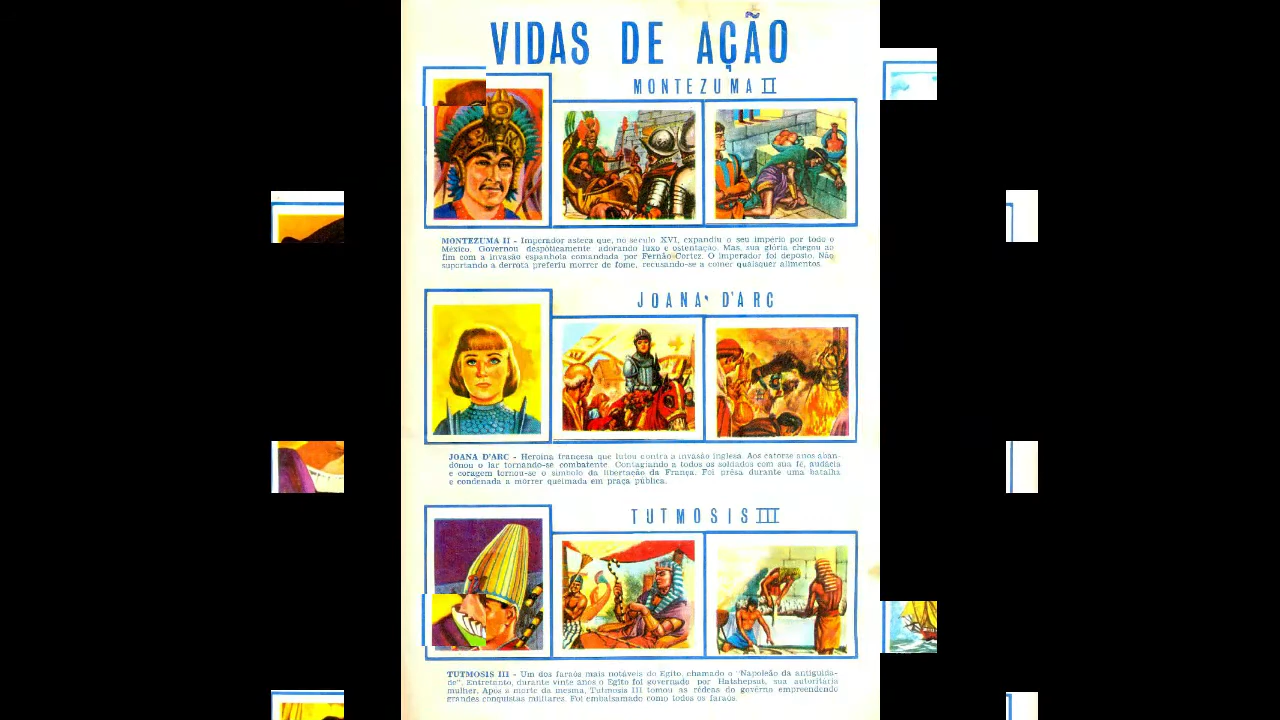 VIDAS DE AÇÃO
MONTEZUMA II
MONTEZUMA II - Imperador asteca que, no seculo XVI, expandiu o seu império por todo o
México. Governou despòticamente adorando luxo e ostentação. Mas, sua glória chegou ao
fim com a invasão espanhola comandada por Fernão Cortez. O imperador foi deposto. Não
suportando a derrota preferiu morrer de fome, recusando-se a comer quaisquer alimentos.
JOANA D'ARC
JOANA D'ARC - Heroina francesa que lutou contra a invasão inglesa. Aos catorze anos aban-
donou o lar tornando-se combatente. Contagiando a todos os soldados com sua fé, audácia
e coragem tornou-se o simbolo da libertação da França. Foi prêsa durante uma batalha
e condenada a morrer queimada em praça pública.
TUTMOSIS III
TUTMOSIS III - Um dos faraós mais notáveis do Egito, chamado o "Napoleão da antiguida-
de". Entretanto, durante vinte anos o Egito foi governado por Hatshepsut, sua autoritária
mulher. Após a morte da mesma, Tutmosis III tomou as rédeas do govêrno empreendendo
grandes conquistas militares. Foi embalsamado como todos os faraós.